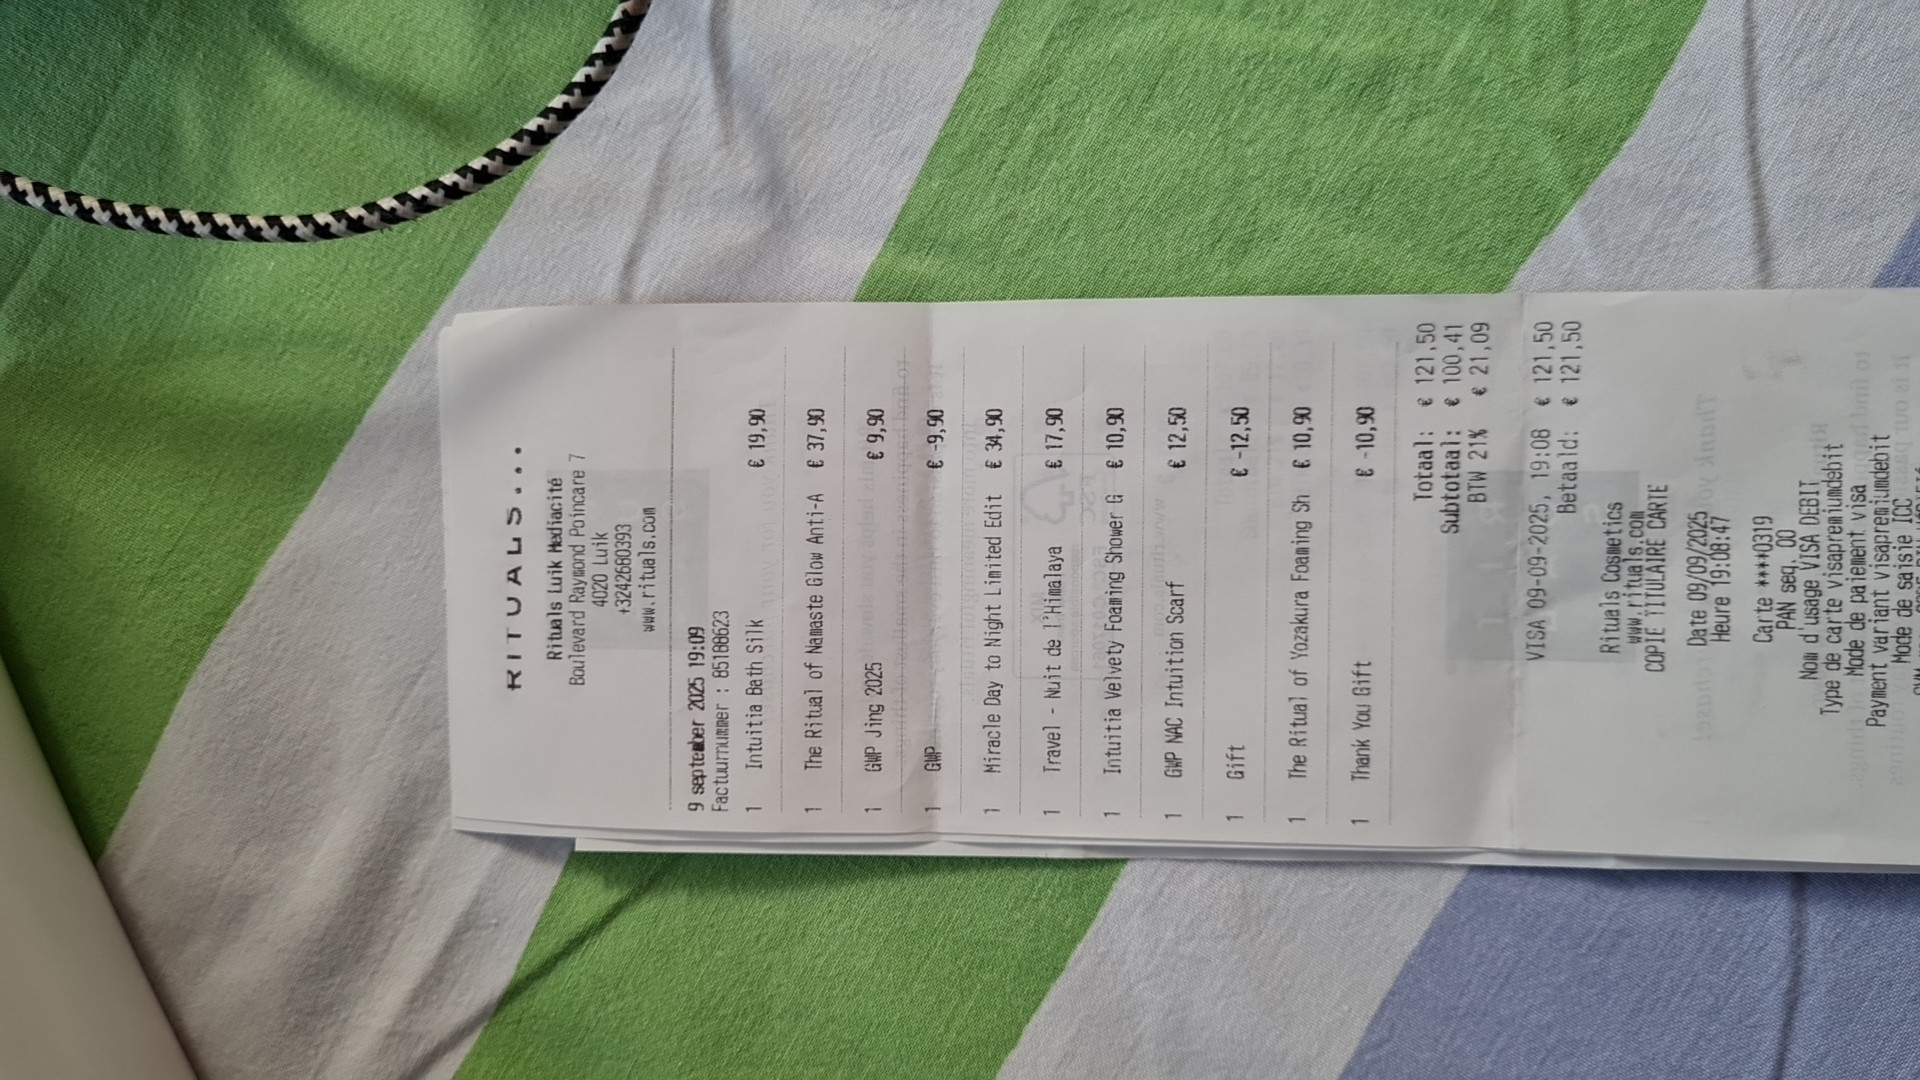 RITUALS...
Rituals Luik Mediacité
Boulevard Raymond Poincare 7
4020 Luik
+3242680393
www.rituals.com
9 september 2025 19:09
Factuurnummer : 85188623
1 Intuitia Bath Silk € 19,90
1 The Ritual of Namaste Glow Anti-A € 37,90
1 GWP Jing 2025 € 9,90
1 GWP € -9,90
1 Miracle Day to Night Limited Edit € 34,90
1 Travel - Nuit de l'Himalaya € 17,90
1 Intuitia Velvety Foaming Shower G € 10,90
1 GWP NAC Intuition Scarf € 12,50
1 Gift € -12,50
1 The Ritual of Yozakura Foaming Sh € 10,90
1 Thank You Gift € -10,90
Totaal: € 121,50
Subtotaal: € 100,41
BTW 21% € 21,09
VISA 09-09-2025, 19:08 € 121,50
Betaald: € 121,50
Rituals Cosmetics
www.rituals.com
COPIE TITULAIRE CARTE
Date 09/09/2025
Heure 19:08:47
Carte ****0319
PAN seq. 00
Nom d'usage VISA DEBIT
Type de carte visapremiumdebit
Mode de paiement visa
Payment variant visapremiumdebit
Mode de saisie ICC